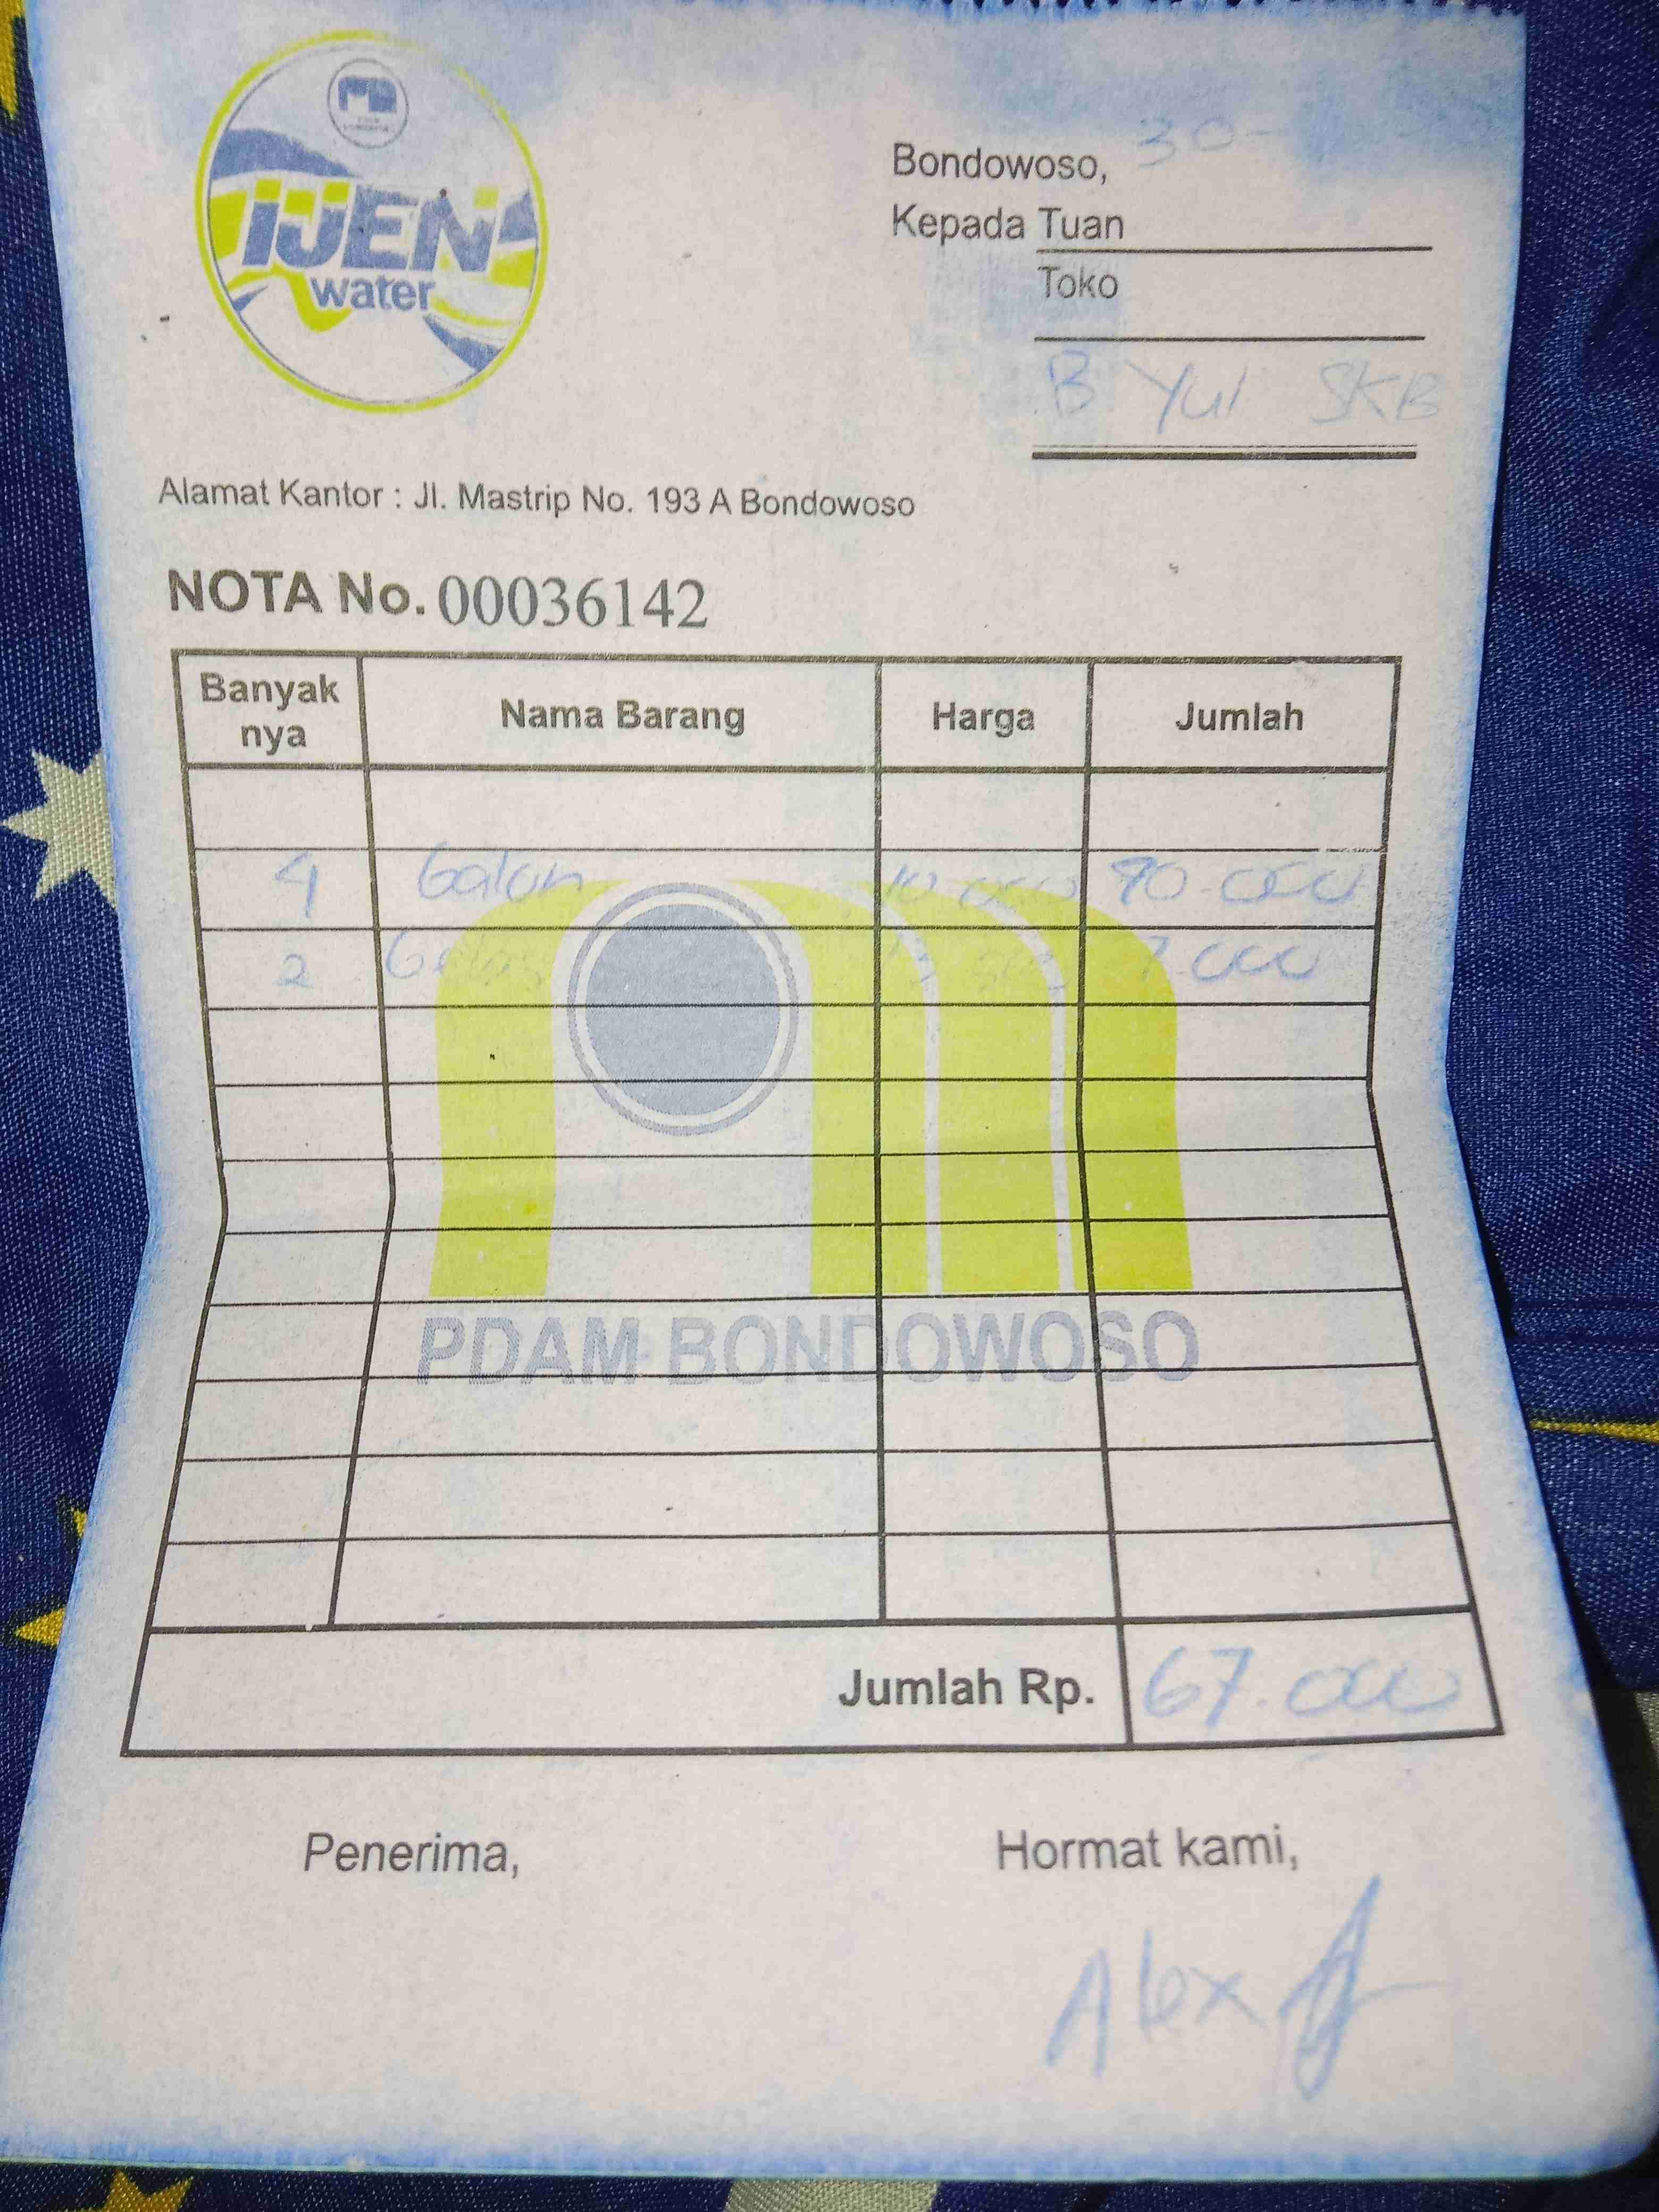 IJEN
water
Bondowoso, 30-
Kepada Tuan
Toko
B Yul SKB
Alamat Kantor : Jl. Mastrip No. 193 A Bondowoso
NOTA No. 00036142
Banyak nya Nama Barang Harga Jumlah
4 Galon 10 000 40.000
2 Gelas 7.000
PDAM BONDOWOSO
Jumlah Rp. 67.000
Penerima, Hormat kami,
Alex